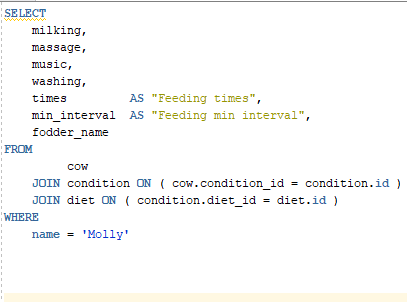 SELECT
    milking,
    massage,
    music,
    washing,
    times         AS "Feeding times",
    min_interval  AS "Feeding min interval",
    fodder_name
FROM
         cow
    JOIN condition ON ( cow.condition_id = condition.id )
    JOIN diet ON ( condition.diet_id = diet.id )
WHERE
    name = 'Molly'